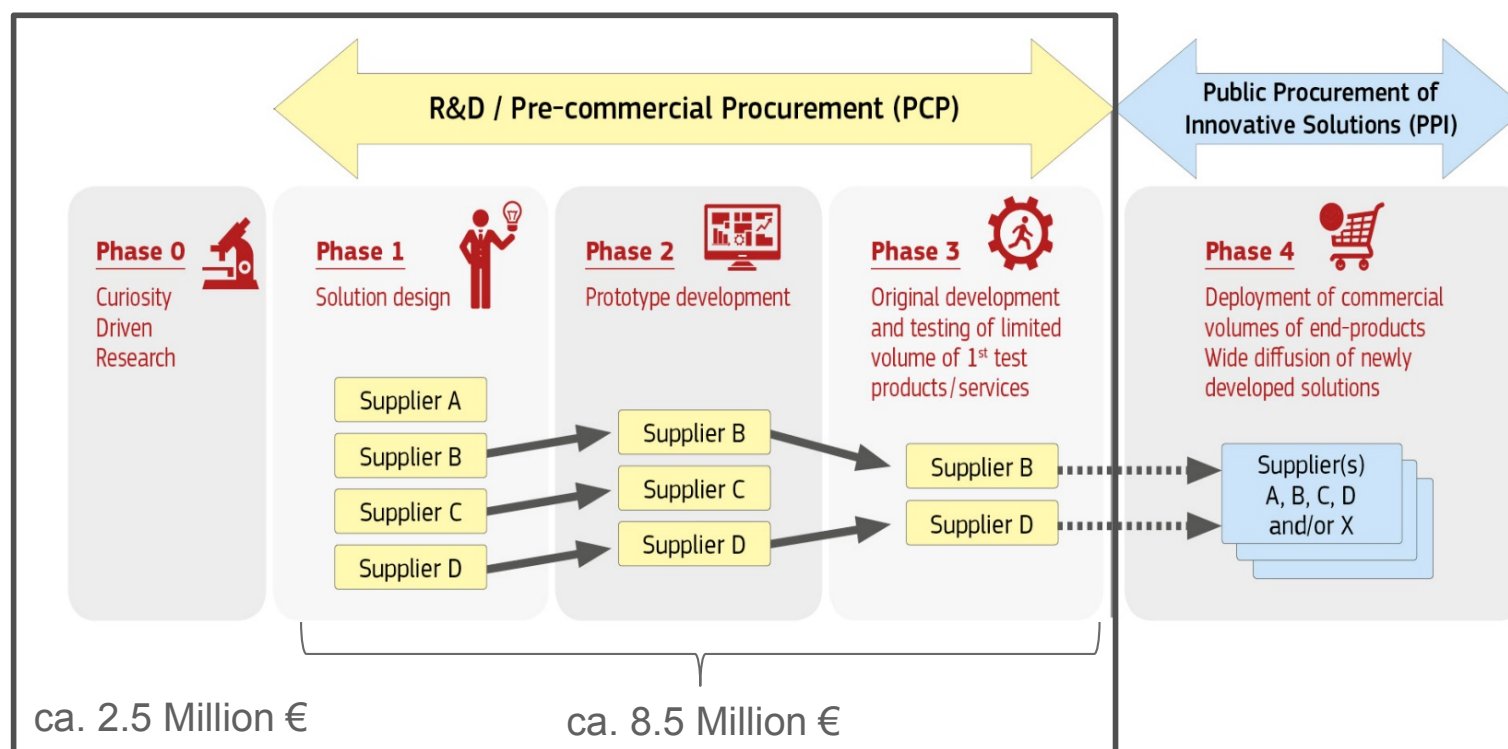 R&D / Pre-commercial Procurement (PCP)
Public Procurement of
Innovative Solutions (PPI)
Phase 0
Curiosity
Driven
Research
Phase 1
Solution design
Supplier A
Supplier B
Supplier C
Supplier D
Phase 2
Prototype development
Supplier B
Supplier C
Supplier D
Phase 3
Original development
and testing of limited
volume of 1st test
products/services
Supplier B
Supplier D
Phase 4
Deployment of commercial
volumes of end-products
Wide diffusion of newly
developed solutions
Supplier(s)
A, B, C, D
and/or X
ca. 2.5 Million €
ca. 8.5 Million €